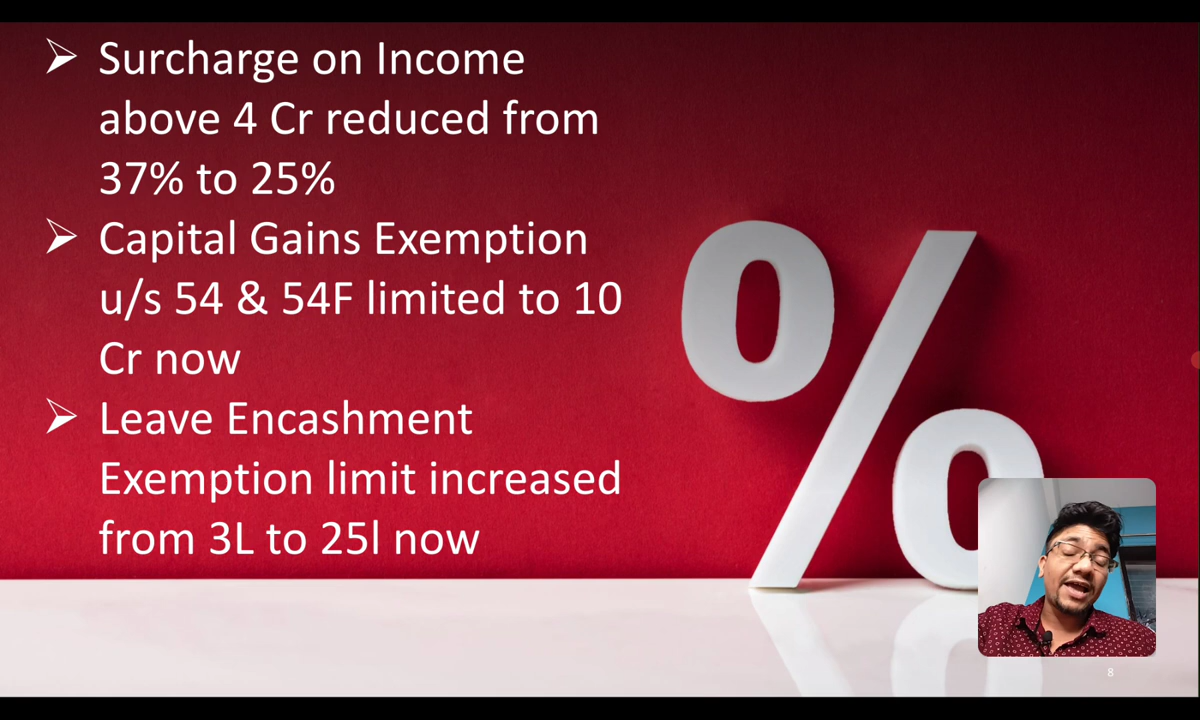 ➢ Surcharge on Income
above 4 Cr reduced from
37% to 25%
➢ Capital Gains Exemption
u/s 54 & 54F limited to 10
Cr now
➢ Leave Encashment
Exemption limit increased
from 3L to 25l now
%
8